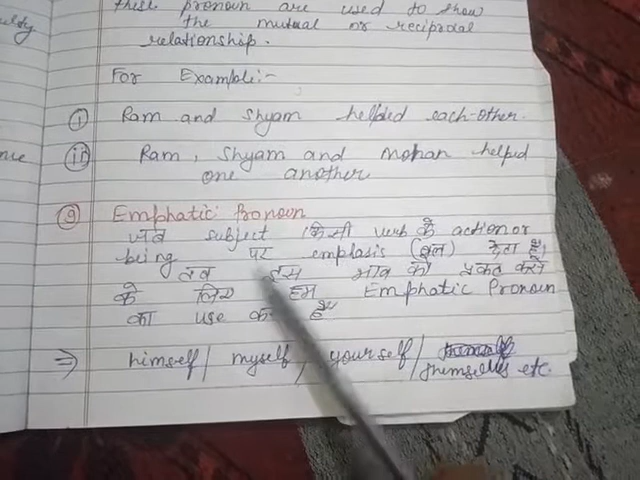 these pronoun are used to show
the mutual or reciprocal
relationship.
For Example:-
(i) Ram and Shyam helped each-other.
(ii) Ram, Shyam and Mohan helped
one another
(9) Emphatic Pronoun
जब subject किसी verb के action or
being पर emphasis (बल) देता है।
तब इस भाव को प्रकट करने
के लिए हम Emphatic Pronoun
का use करते हैं
⇒ himself / myself, yourself /
themselves etc.